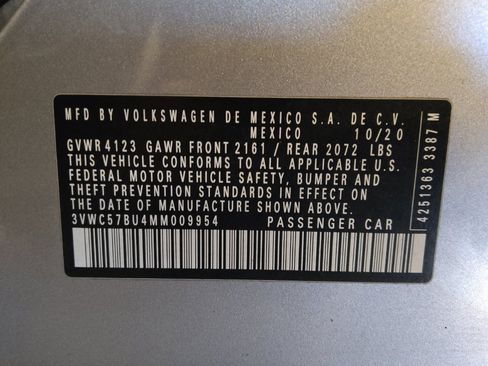 MFD BY VOLKSWAGEN DE MEXICO S.A. DE C.V.
MEXICO 10/20
GVWR 4123 GAWR FRONT 2161 / REAR 2072 LBS
THIS VEHICLE CONFORMS TO ALL APPLICABLE U.S.
FEDERAL MOTOR VEHICLE SAFETY, BUMPER AND
THEFT PREVENTION STANDARDS IN EFFECT ON
THE DATE OF MANUFACTURE SHOWN ABOVE.
3VWC57BU4MM009954 PASSENGER CAR
4251363 3387 M